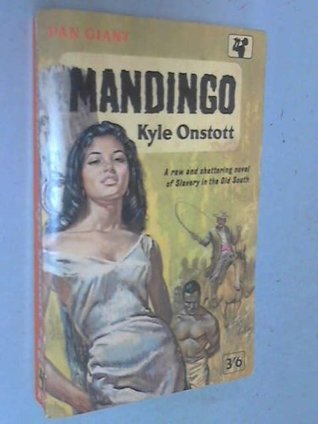 PAN GIANT
MANDINGO
Kyle Onstott
A raw and shattering novel
of Slavery in the Old South
3'6